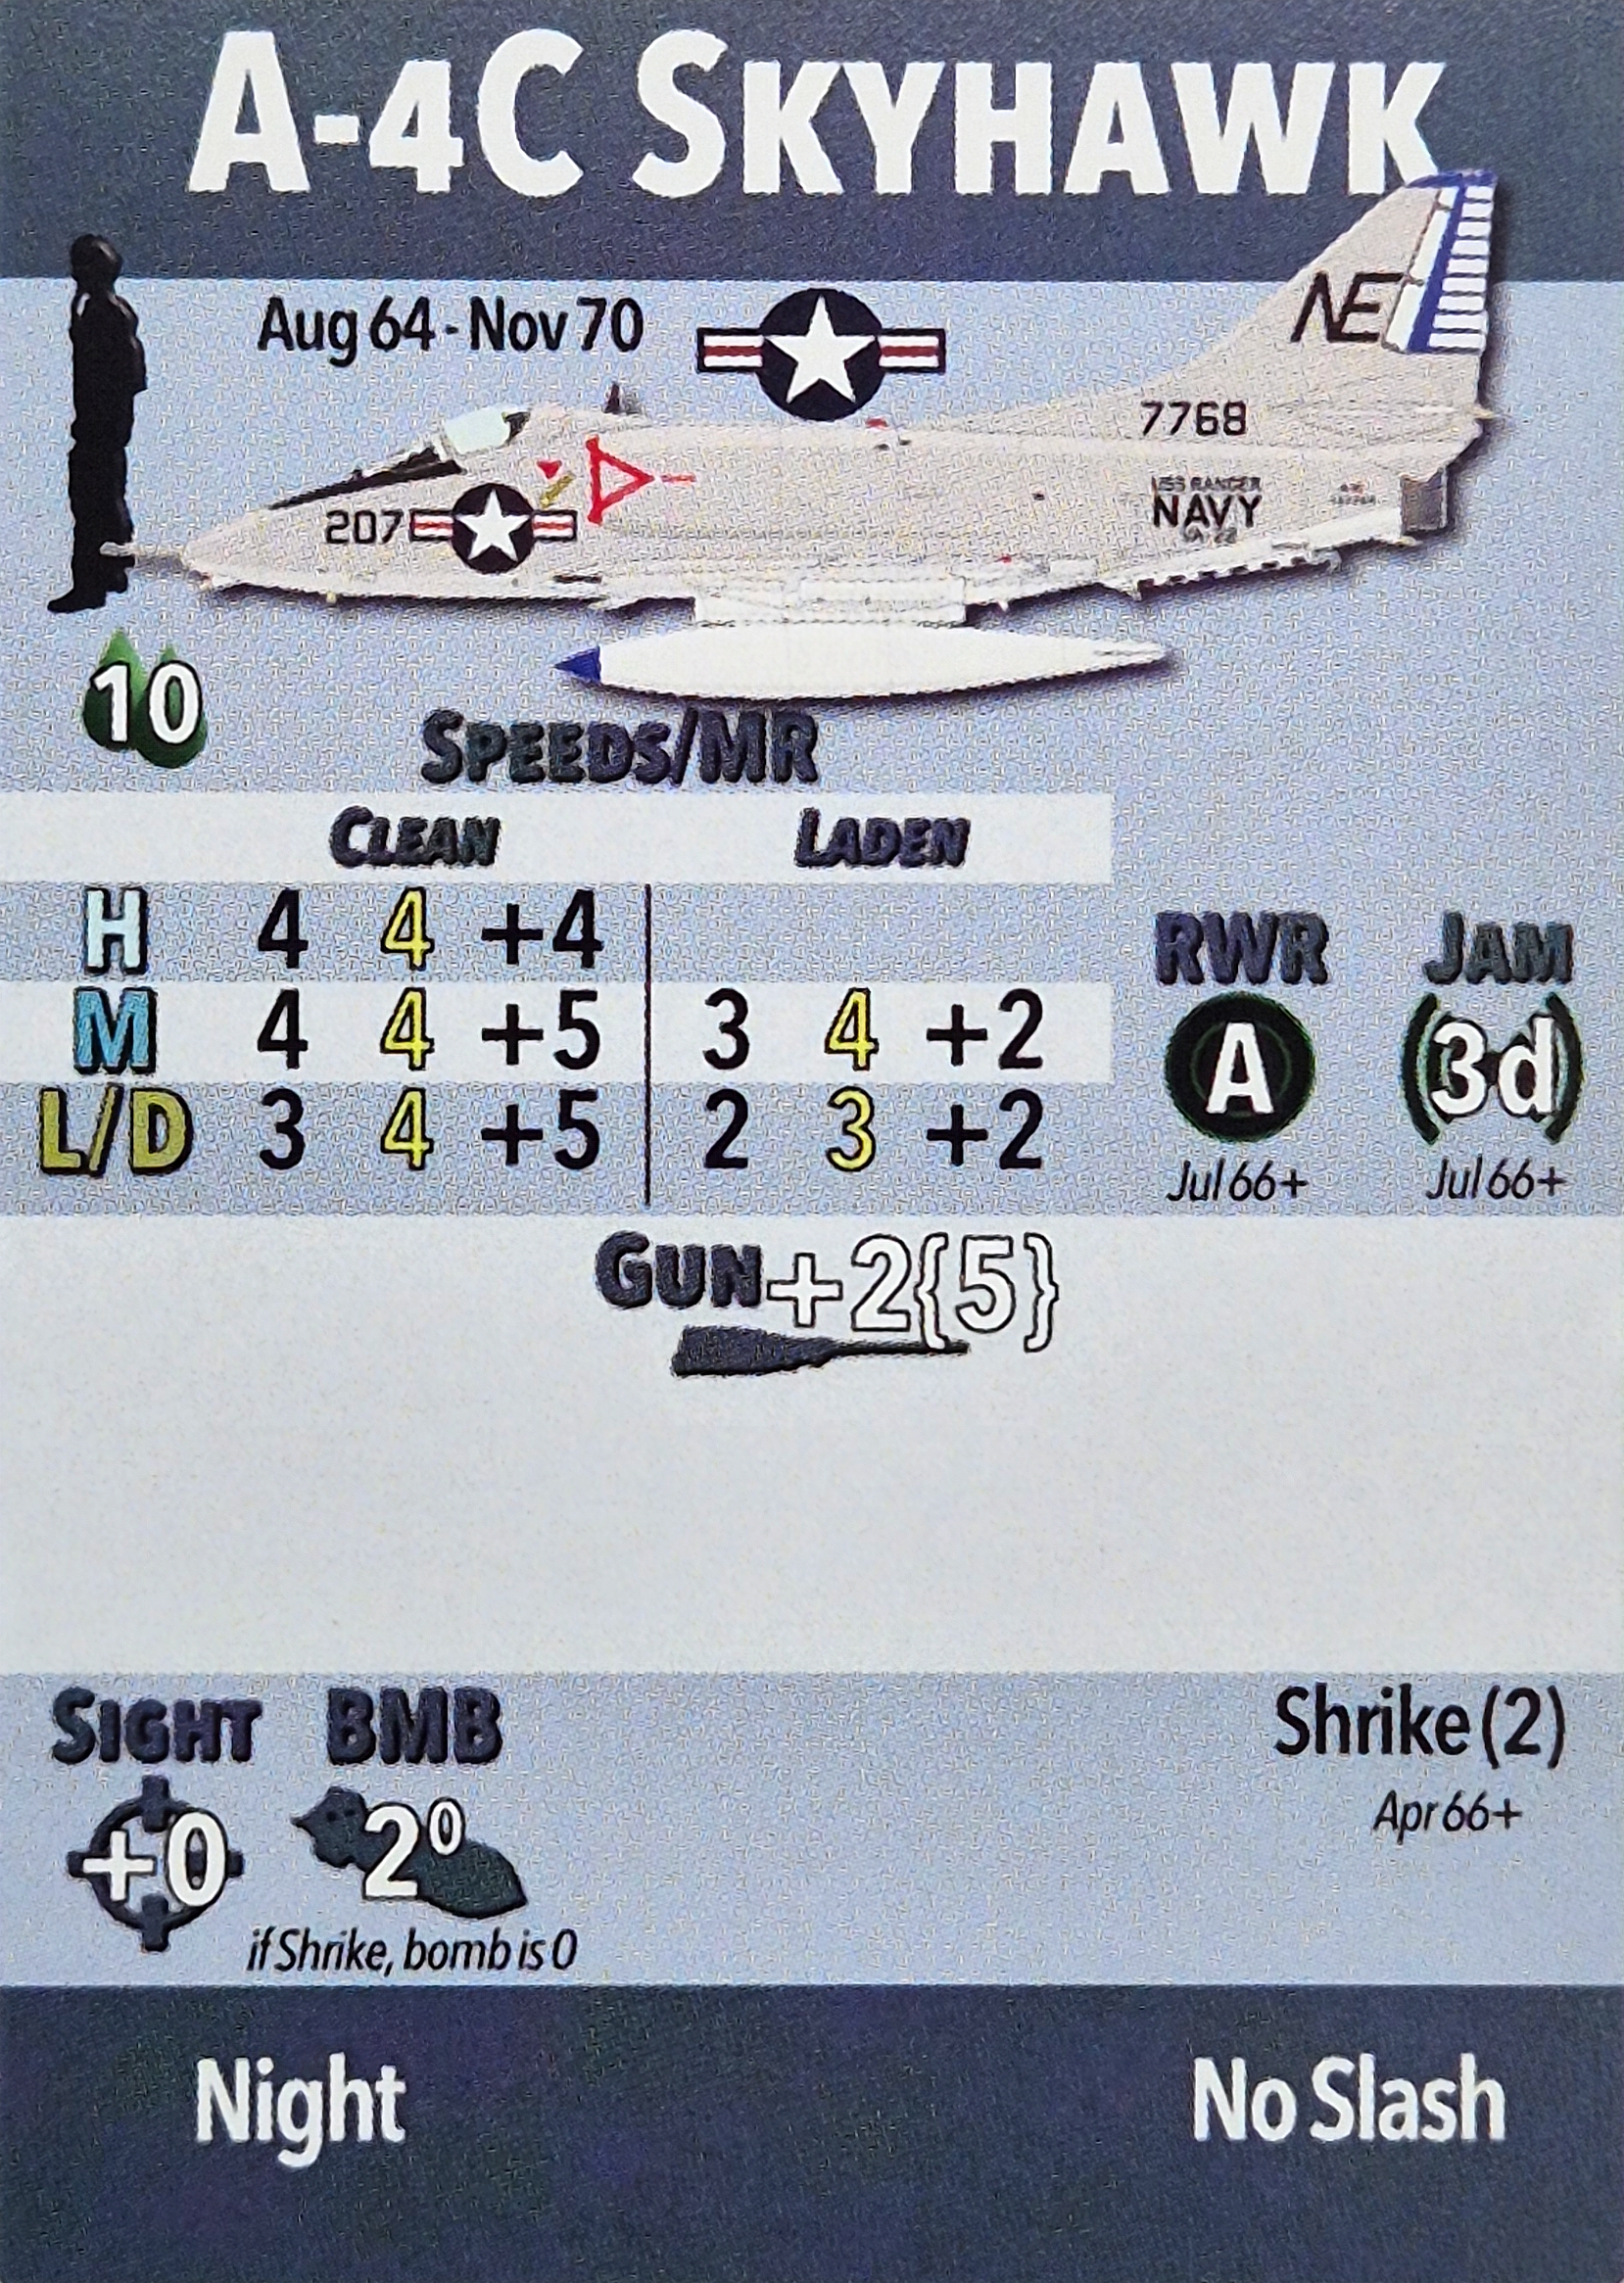 A-4C SKYHAWK
Aug 64 - Nov 70
NE
7768
207
USS RANGER
NAVY
10
SPEEDS/MR
CLEAN LADEN
H 4 4 +4
M 4 4 +5 3 4 +2
L/D 3 4 +5 2 3 +2
RWR JAM
A (3d)
Jul 66+ Jul 66+
GUN +2{5}
SIGHT BMB Shrike (2)
+0 2⁰ Apr 66+
if Shrike, bomb is 0
Night No Slash